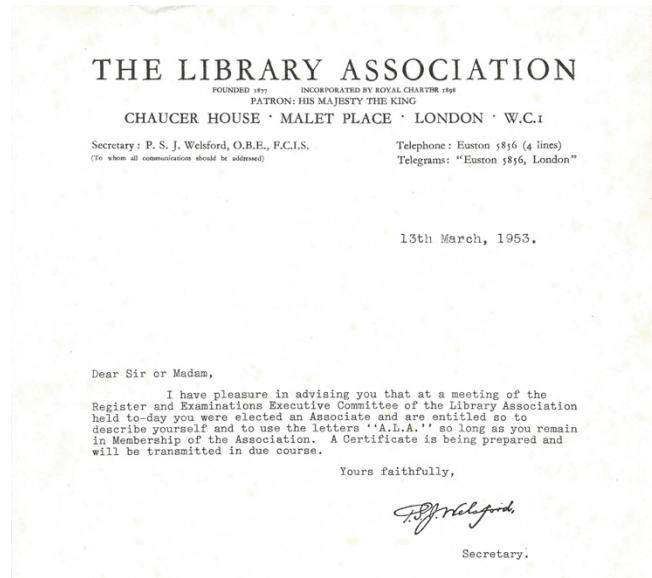 THE LIBRARY ASSOCIATION
FOUNDED 1877 INCORPORATED BY ROYAL CHARTER 1898
PATRON: HIS MAJESTY THE KING
CHAUCER HOUSE · MALET PLACE · LONDON · W.C.1
Secretary: P. S. J. Welsford, O.B.E., F.C.I.S.
(To whom all communications should be addressed)
Telephone: Euston 5856 (4 lines)
Telegrams: "Euston 5856, London"
13th March, 1953.
Dear Sir or Madam,
I have pleasure in advising you that at a meeting of the
Register and Examinations Executive Committee of the Library Association
held to-day you were elected an Associate and are entitled so to
describe yourself and to use the letters ''A.L.A.'' so long as you remain
in Membership of the Association. A Certificate is being prepared and
will be transmitted in due course.
Yours faithfully,
P.S.J. Welsford,
Secretary.